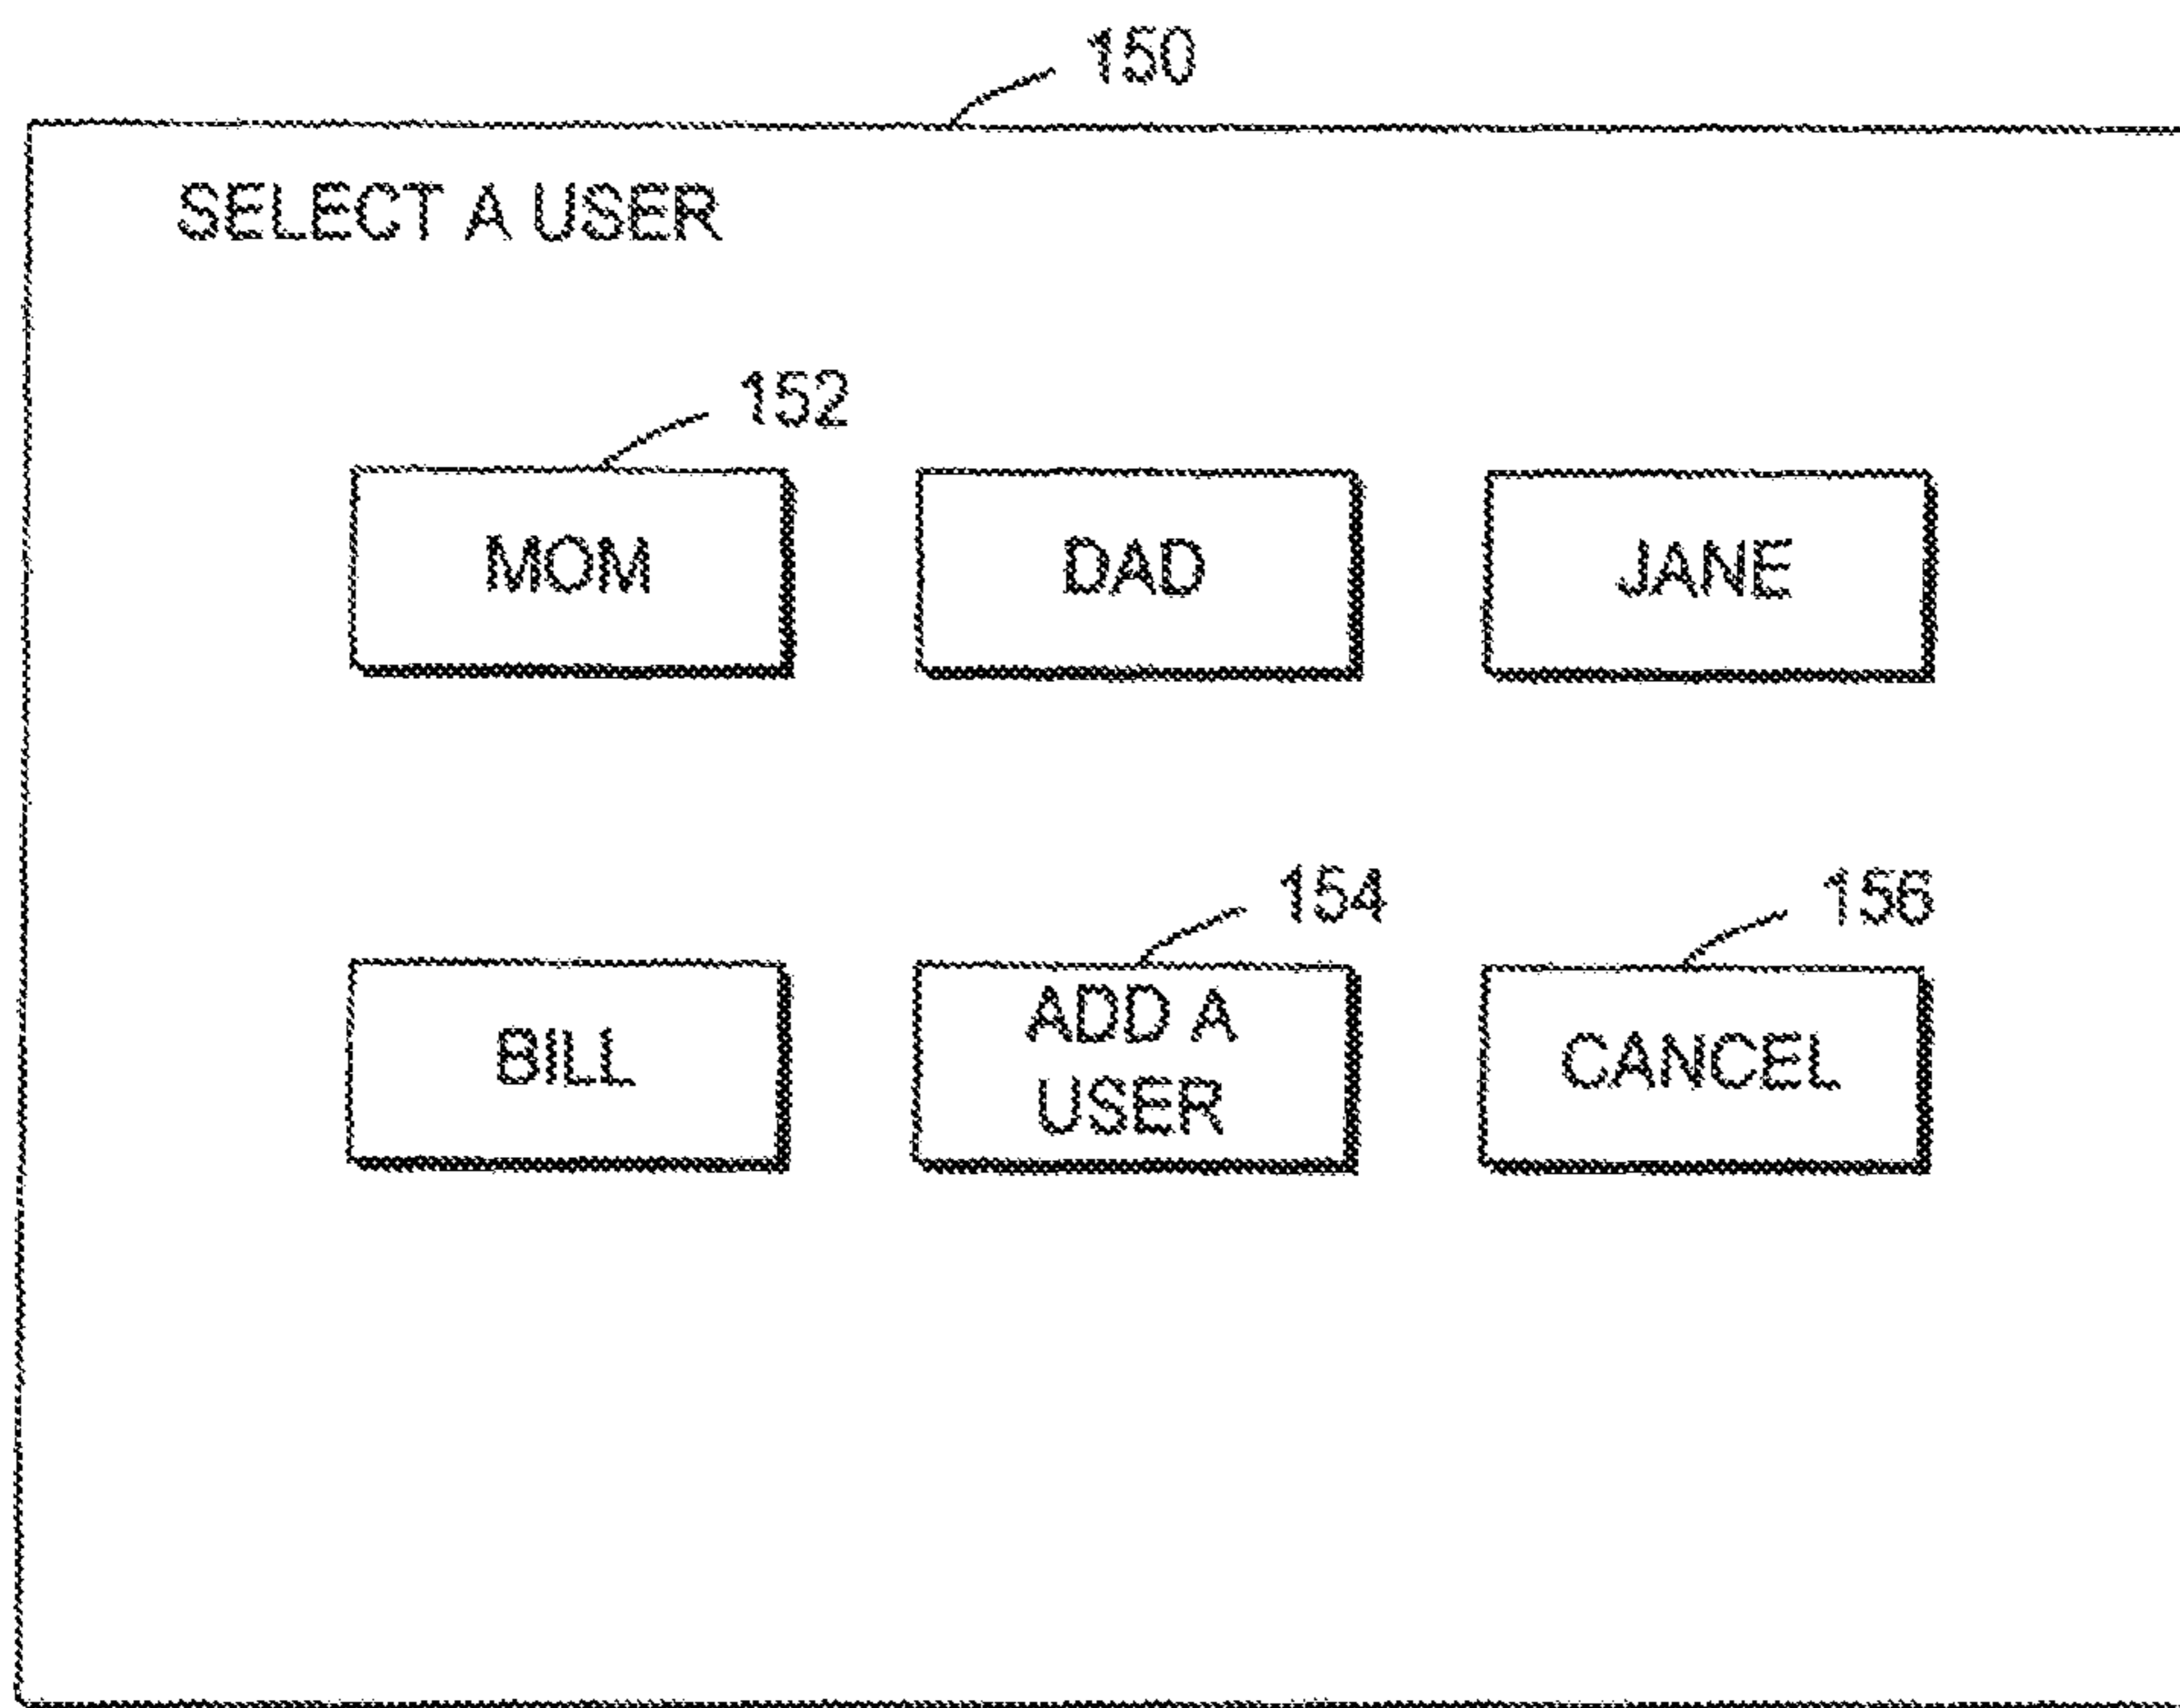 150
SELECT A USER
152
MOM
DAD
JANE
154
156
BILL
ADD A
USER
CANCEL